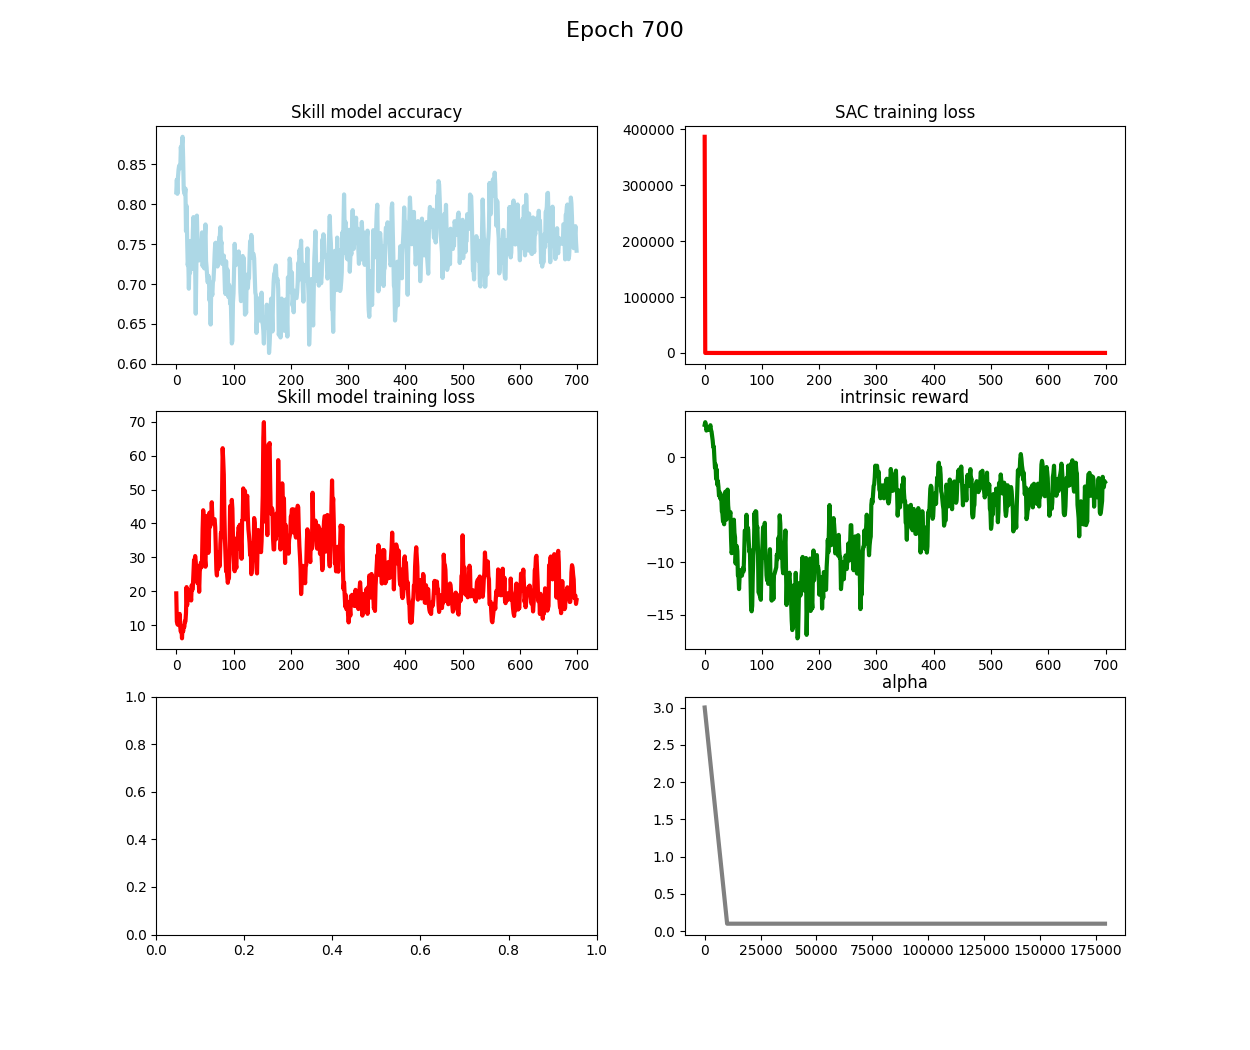 Epoch 700
Skill model accuracy
0.85
0.80
0.75
0.70
0.65
0.60
0 100 200 300 400 500 600 700
SAC training loss
400000
300000
200000
100000
0
0 100 200 300 400 500 600 700
Skill model training loss
70
60
50
40
30
20
10
0 100 200 300 400 500 600 700
intrinsic reward
0
−5
−10
−15
0 100 200 300 400 500 600 700
1.0
0.8
0.6
0.4
0.2
0.0
0.0 0.2 0.4 0.6 0.8 1.0
alpha
3.0
2.5
2.0
1.5
1.0
0.5
0.0
0 25000 50000 75000 100000 125000 150000 175000